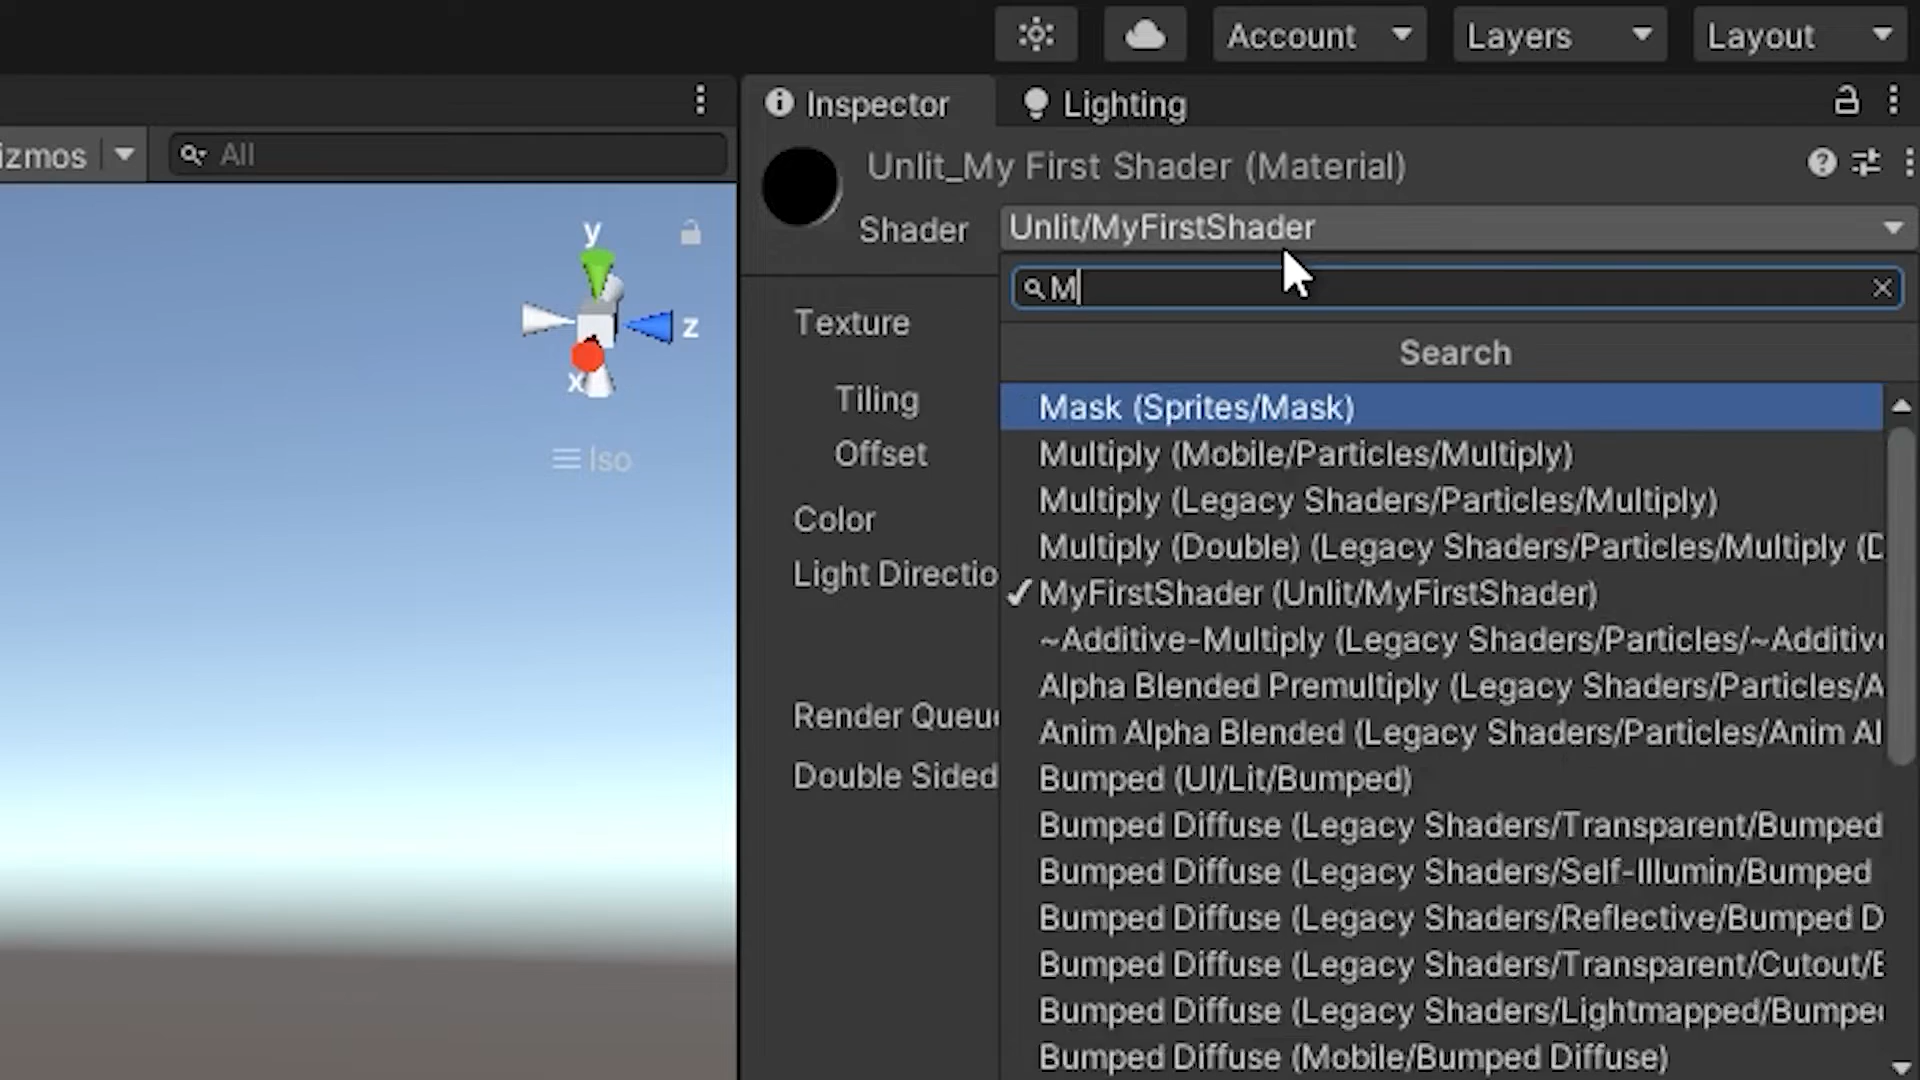 Account
Layers
Layout
Inspector
Lighting
izmos
All
Unlit_My First Shader (Material)
Shader
Unlit/MyFirstShader
M
Search
y
z
x
Iso
Texture
Tiling
Offset
Color
Light Directio
Render Queu
Double Sided
Mask (Sprites/Mask)
Multiply (Mobile/Particles/Multiply)
Multiply (Legacy Shaders/Particles/Multiply)
Multiply (Double) (Legacy Shaders/Particles/Multiply (D
MyFirstShader (Unlit/MyFirstShader)
~Additive-Multiply (Legacy Shaders/Particles/~Additiv
Alpha Blended Premultiply (Legacy Shaders/Particles/A
Anim Alpha Blended (Legacy Shaders/Particles/Anim Al
Bumped (UI/Lit/Bumped)
Bumped Diffuse (Legacy Shaders/Transparent/Bumped
Bumped Diffuse (Legacy Shaders/Self-Illumin/Bumped
Bumped Diffuse (Legacy Shaders/Reflective/Bumped D
Bumped Diffuse (Legacy Shaders/Transparent/Cutout/B
Bumped Diffuse (Legacy Shaders/Lightmapped/Bumpe
Bumped Diffuse (Mobile/Bumped Diffuse)